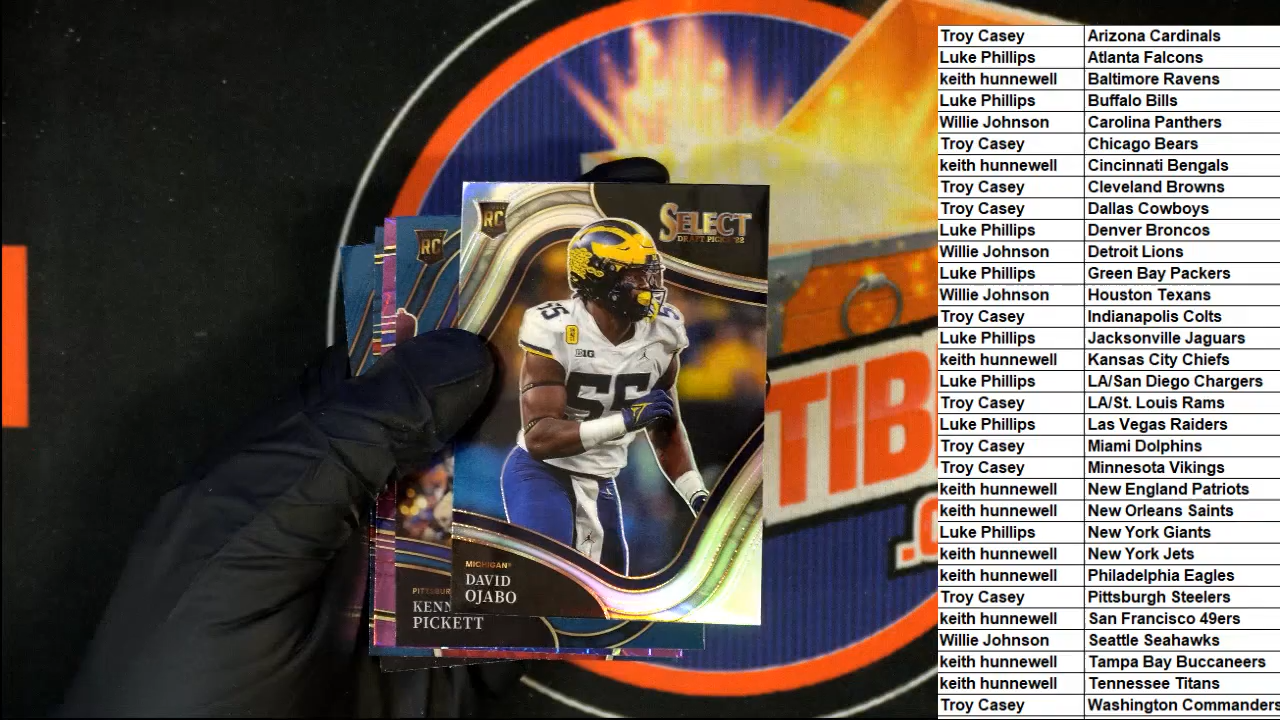 RC
SELECT
DRAFT PICKS '22
RC
55
5
B1G
55
MICHIGAN
DAVID
OJABO
PITTSBUR
KENN
PICKETT
TIB
.c
Troy Casey Arizona Cardinals
Luke Phillips Atlanta Falcons
keith hunnewell Baltimore Ravens
Luke Phillips Buffalo Bills
Willie Johnson Carolina Panthers
Troy Casey Chicago Bears
keith hunnewell Cincinnati Bengals
Troy Casey Cleveland Browns
Troy Casey Dallas Cowboys
Luke Phillips Denver Broncos
Willie Johnson Detroit Lions
Luke Phillips Green Bay Packers
Willie Johnson Houston Texans
Troy Casey Indianapolis Colts
Luke Phillips Jacksonville Jaguars
keith hunnewell Kansas City Chiefs
Luke Phillips LA/San Diego Chargers
Troy Casey LA/St. Louis Rams
Luke Phillips Las Vegas Raiders
Troy Casey Miami Dolphins
Troy Casey Minnesota Vikings
keith hunnewell New England Patriots
keith hunnewell New Orleans Saints
Luke Phillips New York Giants
keith hunnewell New York Jets
keith hunnewell Philadelphia Eagles
Troy Casey Pittsburgh Steelers
keith hunnewell San Francisco 49ers
Willie Johnson Seattle Seahawks
keith hunnewell Tampa Bay Buccaneers
keith hunnewell Tennessee Titans
Troy Casey Washington Commanders